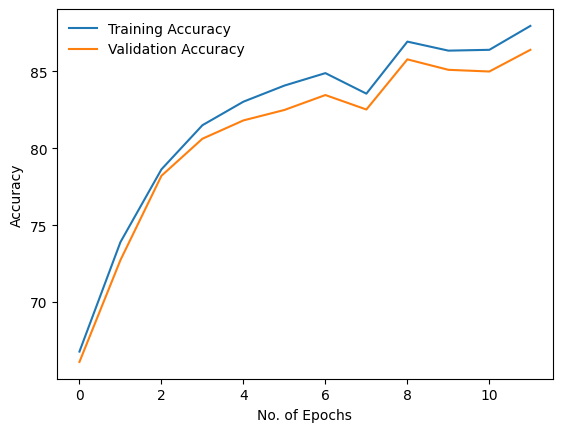 Training Accuracy
Validation Accuracy
85
80
75
70
Accuracy
0 2 4 6 8 10
No. of Epochs